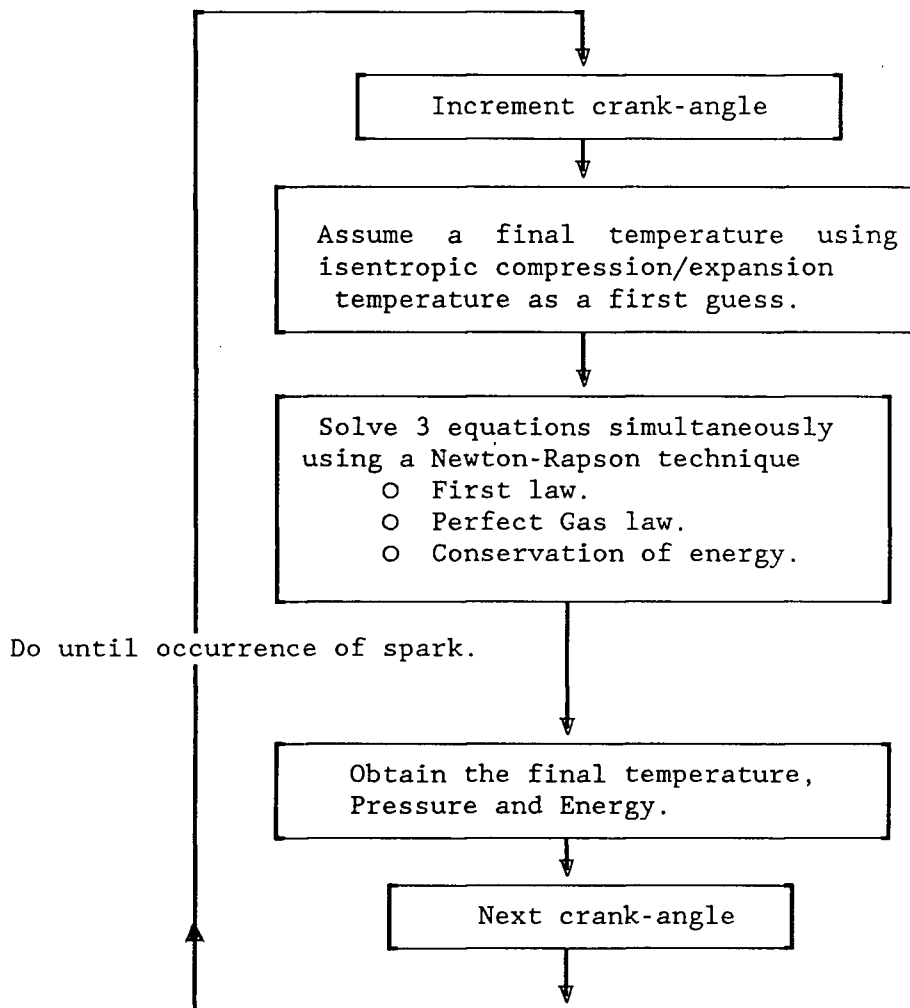 Increment crank-angle
Assume a final temperature using
isentropic compression/expansion
temperature as a first guess.
Solve 3 equations simultaneously
using a Newton-Rapson technique
O First law.
O Perfect Gas law.
O Conservation of energy.
Do until occurrence of spark.
Obtain the final temperature,
Pressure and Energy.
Next crank-angle